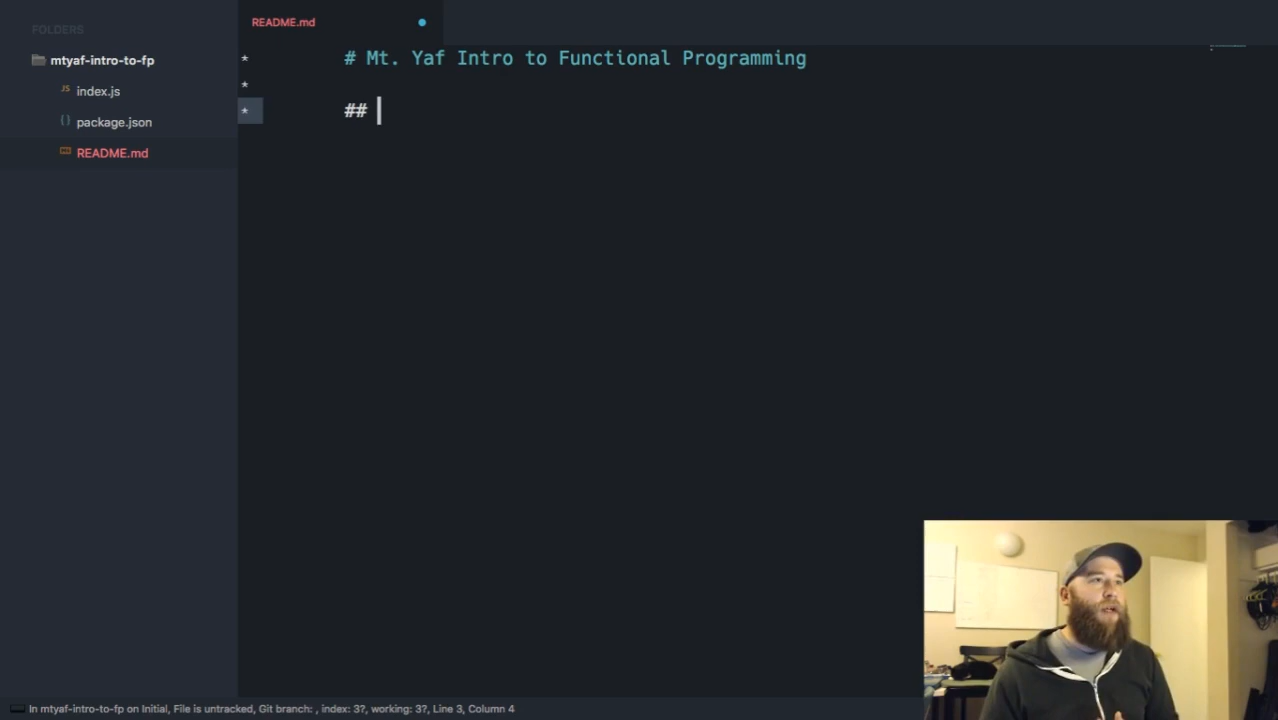 FOLDERS
mtyaf-intro-to-fp
JS index.js
{} package.json
README.md
README.md
* # Mt. Yaf Intro to Functional Programming
*
* ##
In mtyaf-intro-to-fp on Initial, File is untracked, Git branch: , index: 3?, working: 3?, Line 3, Column 4